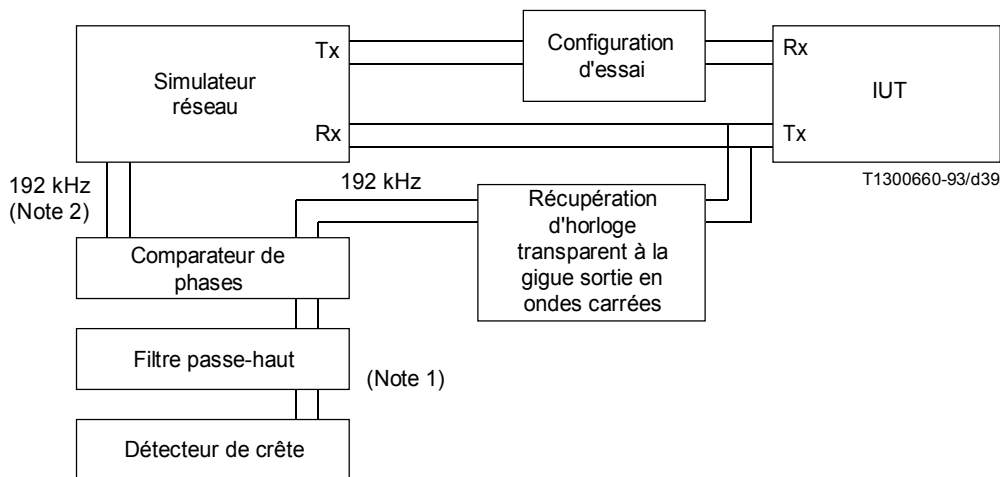 Simulateur
réseau
Tx
Rx
Configuration
d'essai
Rx
Tx
IUT
T1300660-93/d39
192 kHz
(Note 2)
192 kHz
Récupération
d'horloge
transparent à la
gigue sortie en
ondes carrées
Comparateur de
phases
Filtre passe-haut
(Note 1)
Détecteur de crête